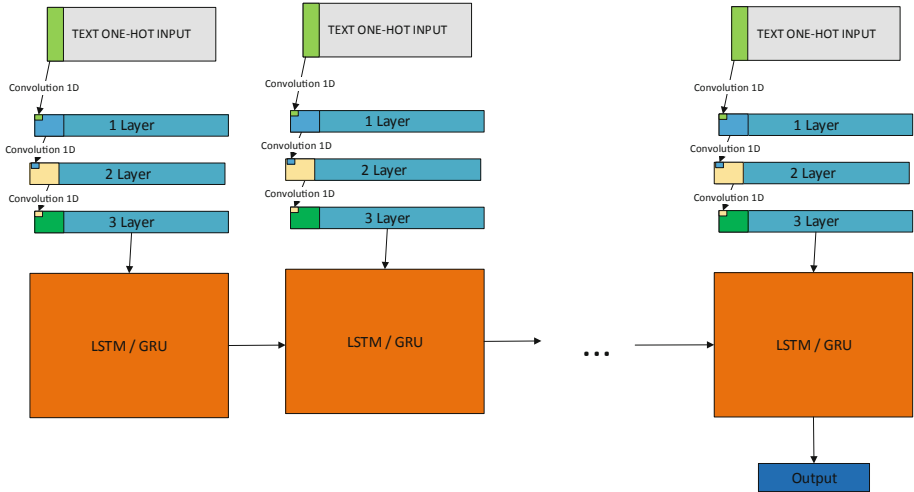 TEXT ONE-HOT INPUT
Convolution 1D
1 Layer
Convolution 1D
2 Layer
Convolution 1D
3 Layer
LSTM / GRU
TEXT ONE-HOT INPUT
Convolution 1D
1 Layer
Convolution 1D
2 Layer
Convolution 1D
3 Layer
LSTM / GRU
...
TEXT ONE-HOT INPUT
Convolution 1D
1 Layer
Convolution 1D
2 Layer
Convolution 1D
3 Layer
LSTM / GRU
Output